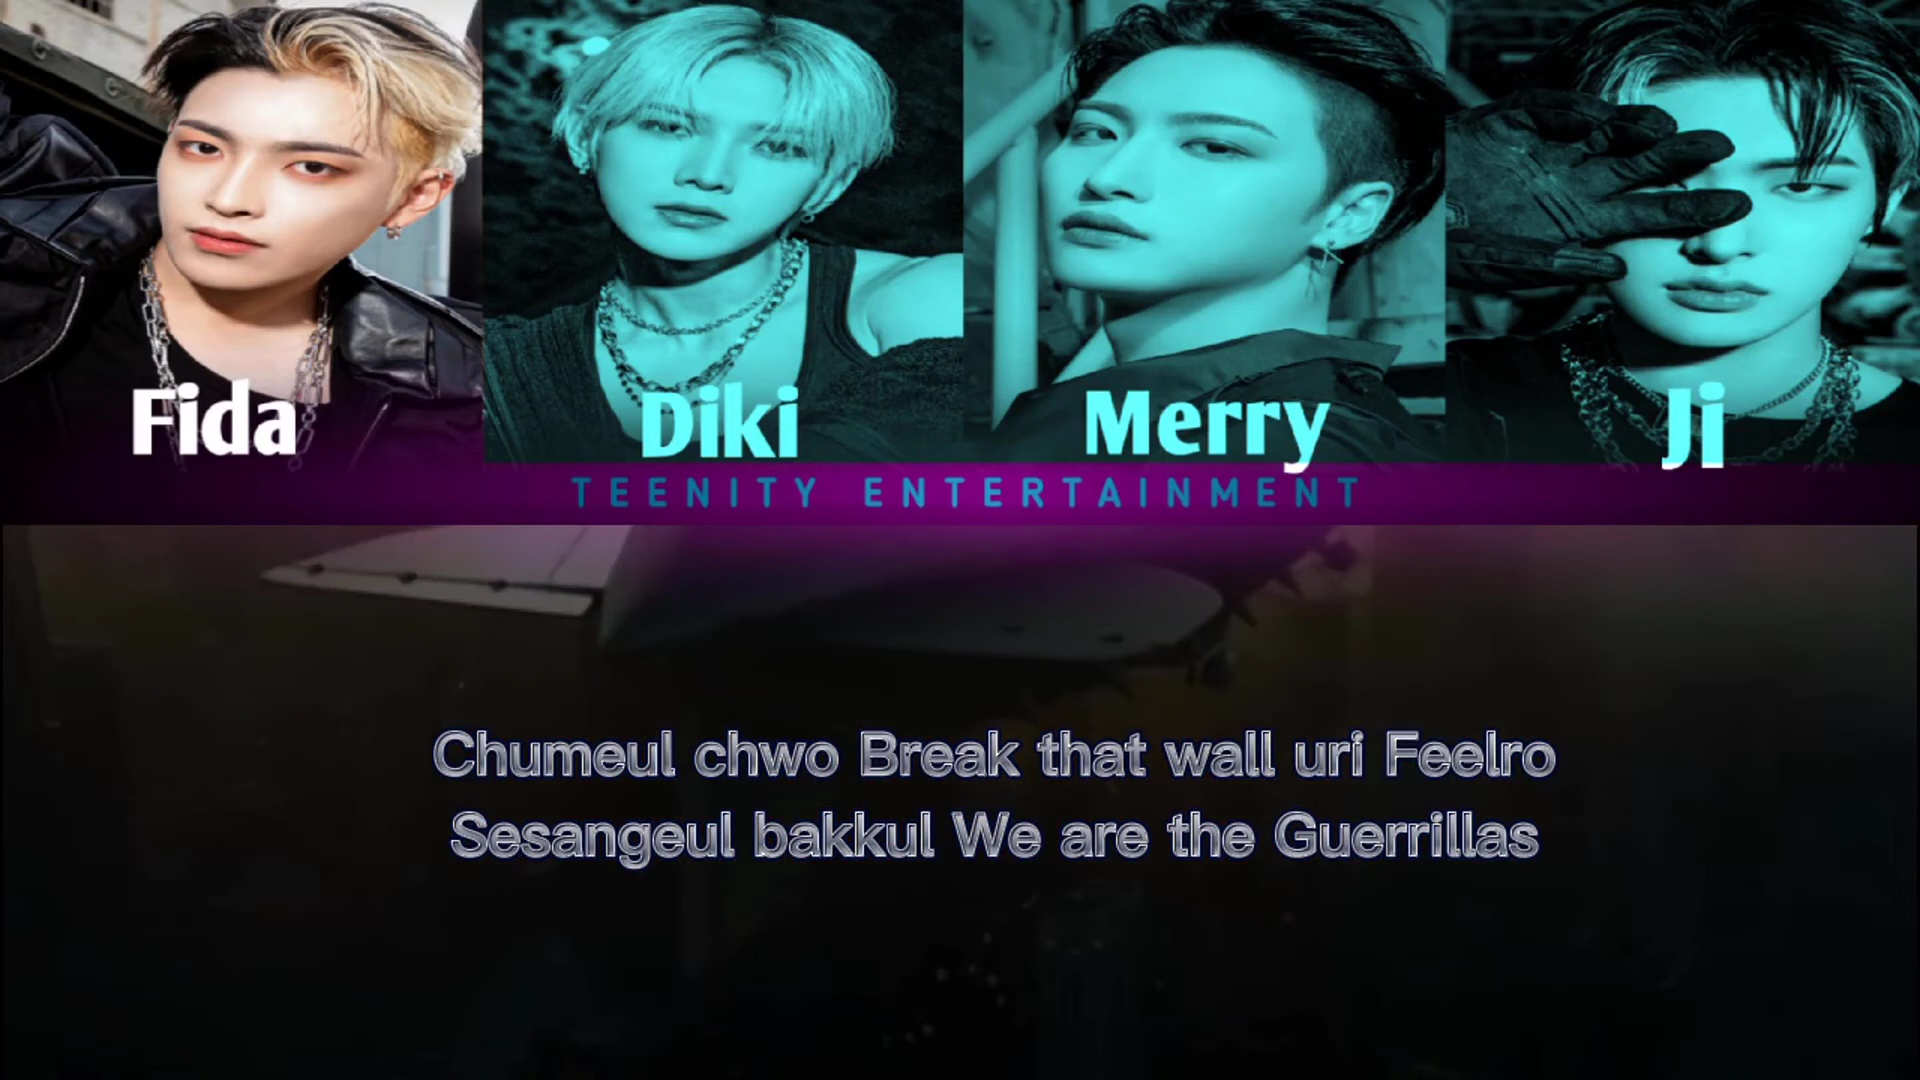 Fida
Diki
Merry
Ji
TEENITY ENTERTAINMENT
Chumeul chwo Break that wall uri Feelro
Sesangeul bakkul We are the Guerrillas